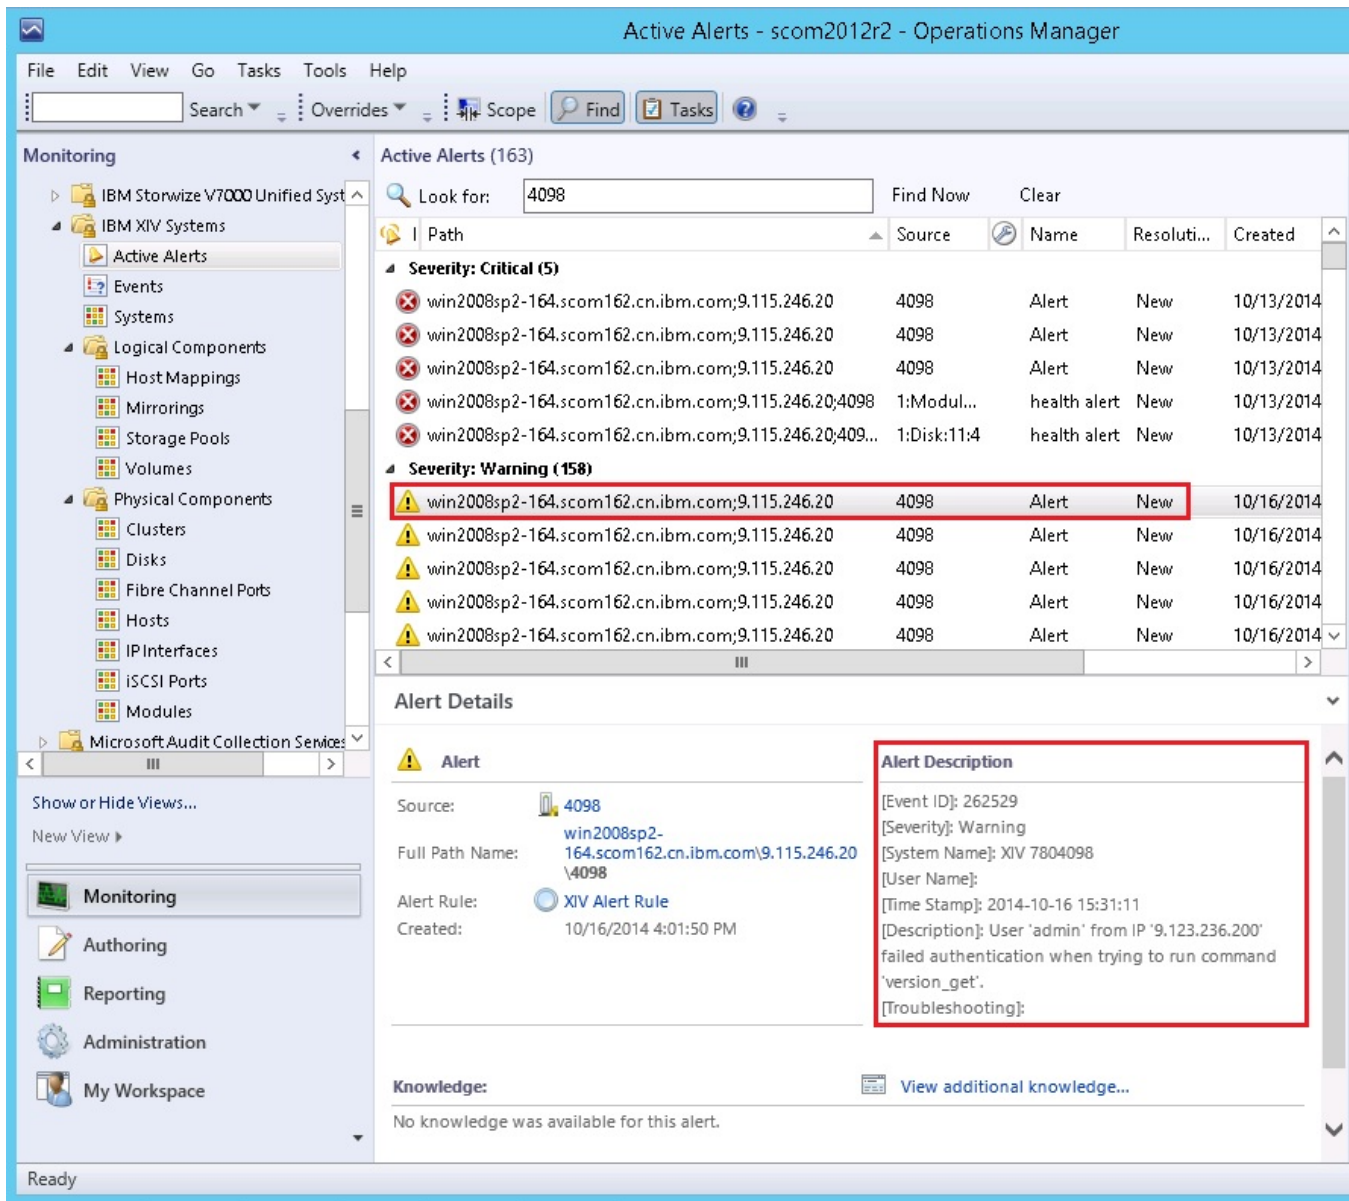 Active Alerts - scom2012r2 - Operations Manager
File Edit View Go Tasks Tools Help
Search Overrides Scope Find Tasks
Monitoring
IBM Storwize V7000 Unified Syst
IBM XIV Systems
Active Alerts
Events
Systems
Logical Components
Host Mappings
Mirrorings
Storage Pools
Volumes
Physical Components
Clusters
Disks
Fibre Channel Ports
Hosts
IP Interfaces
iSCSI Ports
Modules
Microsoft Audit Collection Services
Show or Hide Views...
New View
Monitoring
Authoring
Reporting
Administration
My Workspace
Active Alerts (163)
Look for: 4098 Find Now Clear
I Path Source Name Resoluti... Created
Severity: Critical (5)
win2008sp2-164.scom162.cn.ibm.com;9.115.246.20 4098 Alert New 10/13/2014
win2008sp2-164.scom162.cn.ibm.com;9.115.246.20 4098 Alert New 10/13/2014
win2008sp2-164.scom162.cn.ibm.com;9.115.246.20 4098 Alert New 10/13/2014
win2008sp2-164.scom162.cn.ibm.com;9.115.246.20;4098 1:Modul... health alert New 10/13/2014
win2008sp2-164.scom162.cn.ibm.com;9.115.246.20;409... 1:Disk:11:4 health alert New 10/13/2014
Severity: Warning (158)
win2008sp2-164.scom162.cn.ibm.com;9.115.246.20 4098 Alert New 10/16/2014
win2008sp2-164.scom162.cn.ibm.com;9.115.246.20 4098 Alert New 10/16/2014
win2008sp2-164.scom162.cn.ibm.com;9.115.246.20 4098 Alert New 10/16/2014
win2008sp2-164.scom162.cn.ibm.com;9.115.246.20 4098 Alert New 10/16/2014
win2008sp2-164.scom162.cn.ibm.com;9.115.246.20 4098 Alert New 10/16/2014
Alert Details
Alert
Source: 4098
Full Path Name: win2008sp2-
164.scom162.cn.ibm.com\9.115.246.20
\4098
Alert Rule: XIV Alert Rule
Created: 10/16/2014 4:01:50 PM
Alert Description
[Event ID]: 262529
[Severity]: Warning
[System Name]: XIV 7804098
[User Name]:
[Time Stamp]: 2014-10-16 15:31:11
[Description]: User 'admin' from IP '9.123.236.200'
failed authentication when trying to run command
'version_get'.
[Troubleshooting]:
Knowledge: View additional knowledge...
No knowledge was available for this alert.
Ready